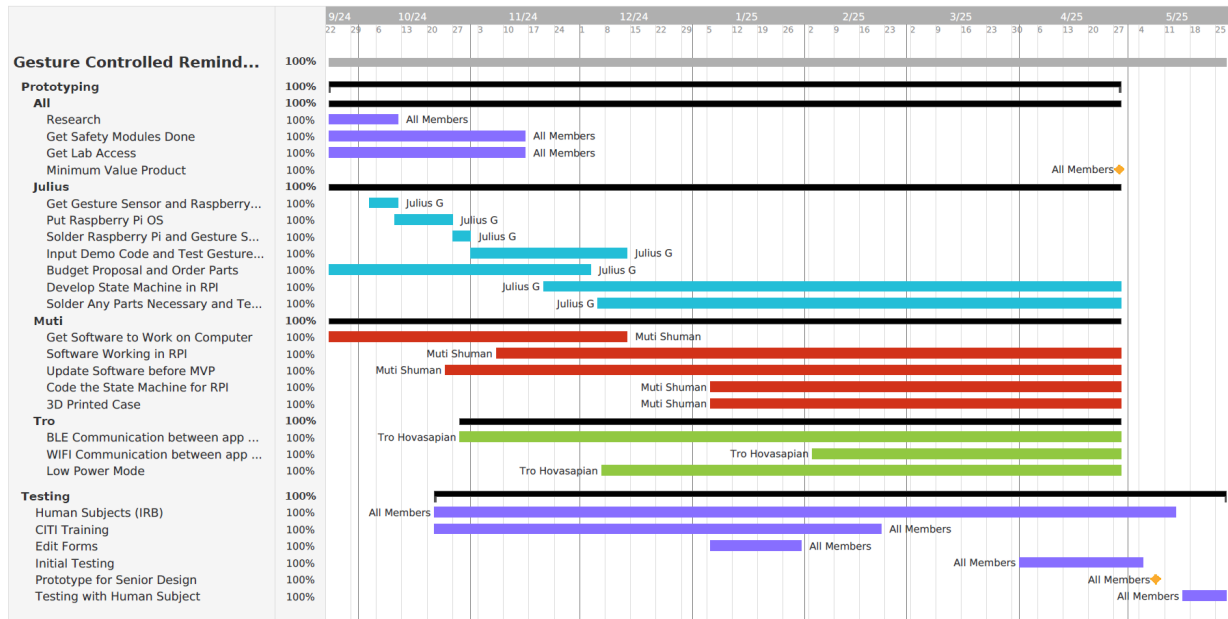 9/24 10/24 11/24 12/24 1/25 2/25 3/25 4/25 5/25
22 29 6 13 20 27 3 10 17 24 1 8 15 22 29 5 12 19 26 2 9 16 23 2 9 16 23 30 6 13 20 27 4 11 18 25
Gesture Controlled Remind... 100%
Prototyping 100%
All 100%
Research 100% All Members
Get Safety Modules Done 100% All Members
Get Lab Access 100% All Members
Minimum Value Product 100% All Members
Julius 100%
Get Gesture Sensor and Raspberry... 100% Julius G
Put Raspberry Pi OS 100% Julius G
Solder Raspberry Pi and Gesture S... 100% Julius G
Input Demo Code and Test Gesture... 100% Julius G
Budget Proposal and Order Parts 100% Julius G
Develop State Machine in RPI 100% Julius G
Solder Any Parts Necessary and Te... 100% Julius G
Muti 100%
Get Software to Work on Computer 100% Muti Shuman
Software Working in RPI 100% Muti Shuman
Update Software before MVP 100% Muti Shuman
Code the State Machine for RPI 100% Muti Shuman
3D Printed Case 100% Muti Shuman
Tro 100%
BLE Communication between app ... 100% Tro Hovasapian
WIFI Communication between app ... 100% Tro Hovasapian
Low Power Mode 100% Tro Hovasapian
Testing 100%
Human Subjects (IRB) 100% All Members
CITI Training 100% All Members
Edit Forms 100% All Members
Initial Testing 100% All Members
Prototype for Senior Design 100% All Members
Testing with Human Subject 100% All Members